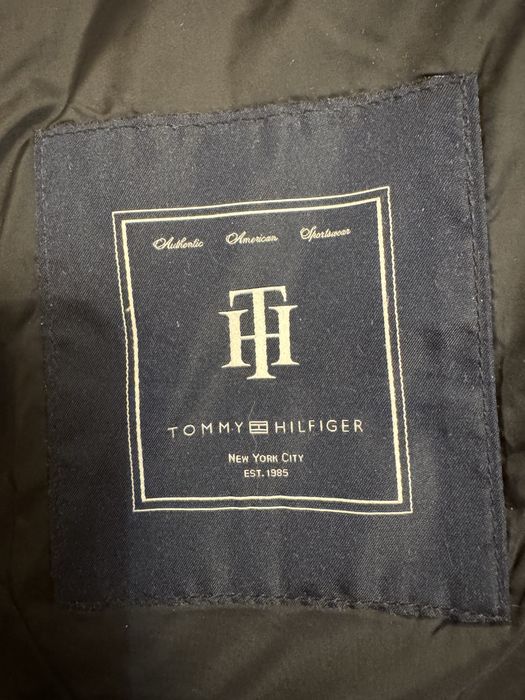 Authentic American Sportswear
TH
TOMMY HILFIGER
NEW YORK CITY
EST. 1985